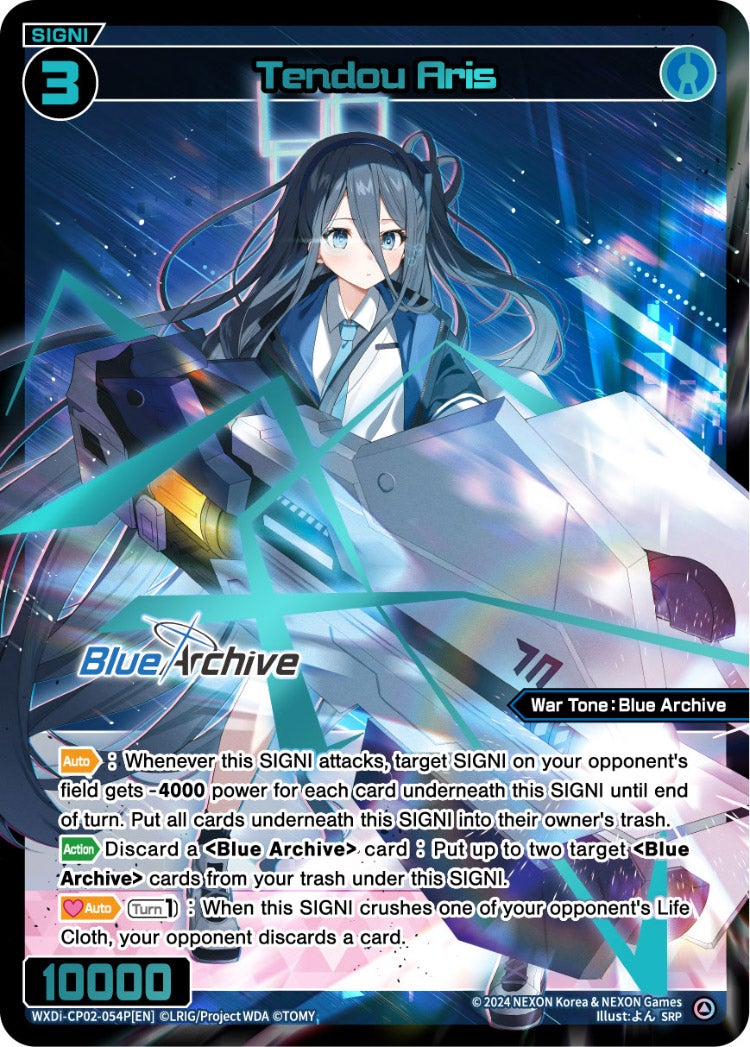 SIGNI
3
Tendou Aris
Blue Archive
War Tone:Blue Archive
Auto : Whenever this SIGNI attacks, target SIGNI on your opponent's
field gets -4000 power for each card underneath this SIGNI until end
of turn. Put all cards underneath this SIGNI into their owner's trash.
Action Discard a <Blue Archive> card : Put up to two target <Blue
Archive> cards from your trash under this SIGNI.
Auto Turn 1 : When this SIGNI crushes one of your opponent's Life
Cloth, your opponent discards a card.
10000
© 2024 NEXON Korea & NEXON Games
WXDi-CP02-054P[EN] ©LRIG/Project WDA ©TOMY
Illust:よん SRP